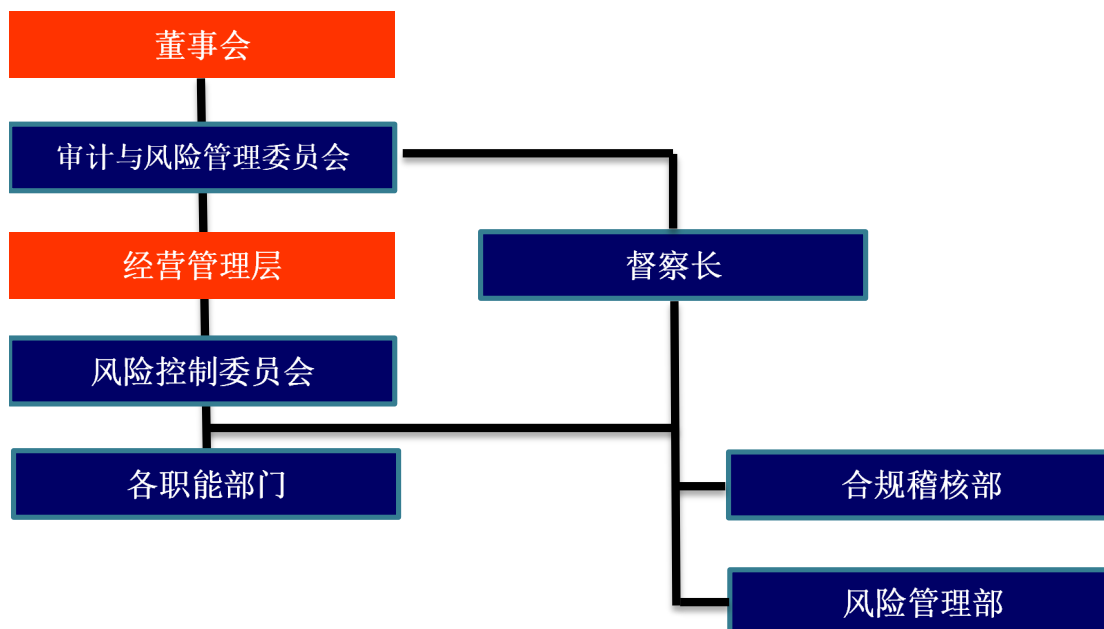 董事会
审计与风险管理委员会
经营管理层
督察长
风险控制委员会
各职能部门
合规稽核部
风险管理部